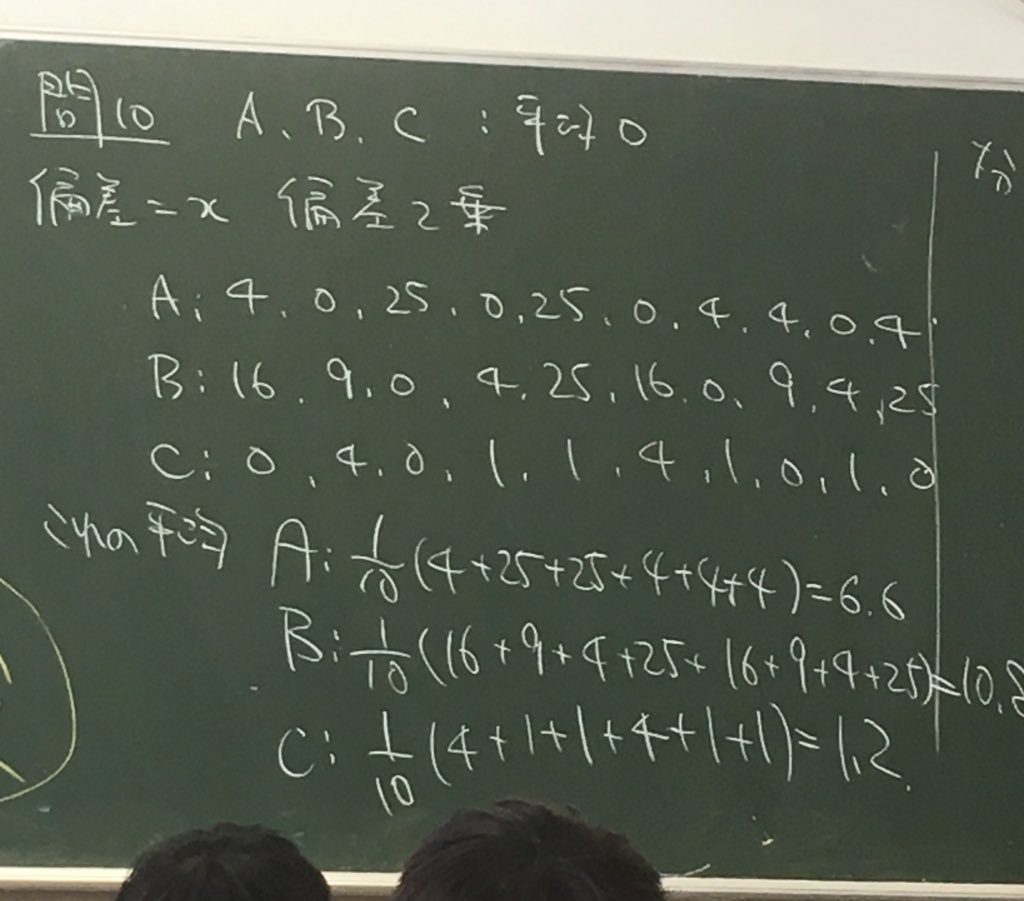 問10 A、B、C：平均0
偏差=x 偏差2乗
A: 4, 0, 25, 0, 25, 0, 4, 4, 0, 4
B: 16, 9, 0, 4, 25, 16, 0, 9, 4, 25
C: 0, 4, 0, 1, 1, 4, 1, 0, 1, 0
この平均 A: 1/10 (4+25+25+4+4+4)=6.6
B: 1/10 (16+9+4+25+16+9+4+25)=10.8
C: 1/10 (4+1+1+4+1+1)=1.2
分